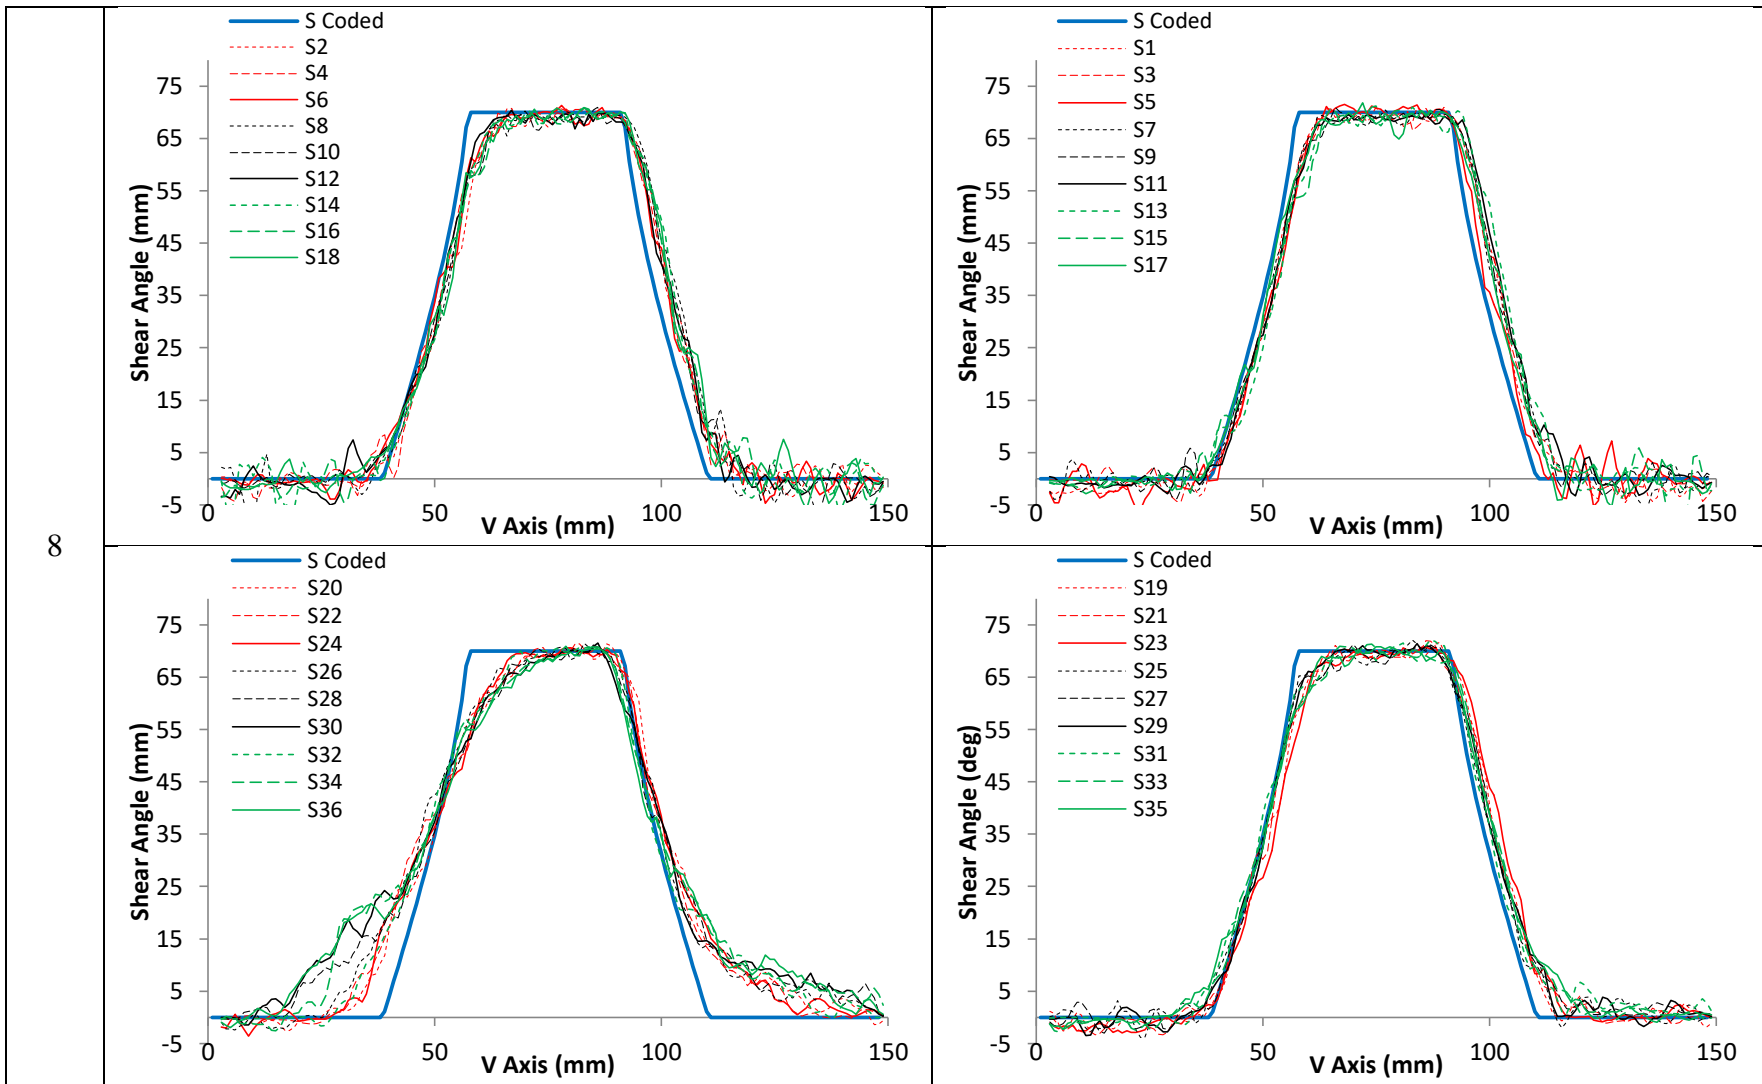 8
S Coded
S2
S4
S6
S8
S10
S12
S14
S16
S18
75
65
55
45
35
25
15
5
-5
0
50
100
150
Shear Angle (mm)
V Axis (mm)
S Coded
S1
S3
S5
S7
S9
S11
S13
S15
S17
75
65
55
45
35
25
15
5
-5
0
50
100
150
Shear Angle (mm)
V Axis (mm)
S Coded
S20
S22
S24
S26
S28
S30
S32
S34
S36
75
65
55
45
35
25
15
5
-5
0
50
100
150
Shear Angle (mm)
V Axis (mm)
S Coded
S19
S21
S23
S25
S27
S29
S31
S33
S35
75
65
55
45
35
25
15
5
-5
0
50
100
150
Shear Angle (deg)
V Axis (mm)